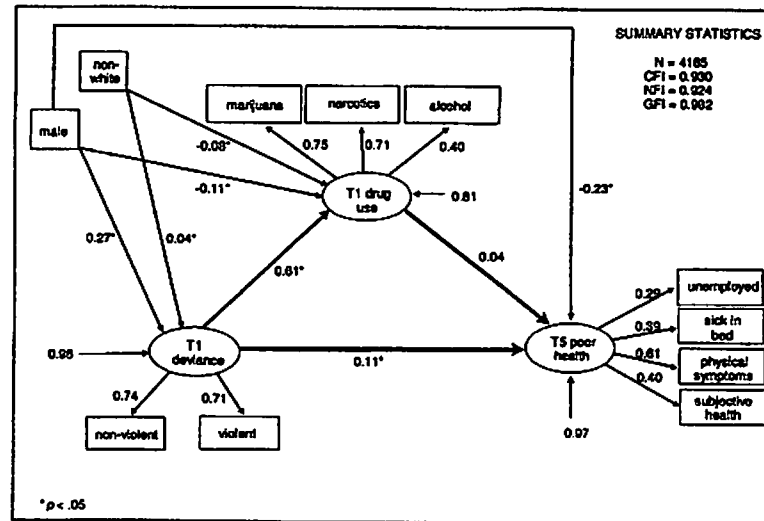 SUMMARY STATISTICS
N = 4165
CFI = 0.930
NFI = 0.924
GFI = 0.982
non-
white
male
marijuana
narcotics
alcohol
0.75
0.71
0.40
-0.08*
-0.11*
T1 drug
use
0.81
-0.23*
0.27*
0.04*
0.61*
0.04
0.96
T1
deviance
0.11*
T5 poor
health
0.29
unemployed
0.39
sick in
bed
0.61
physical
symptoms
0.40
subjective
health
0.74
0.71
non-violent
violent
0.97
*p < .05